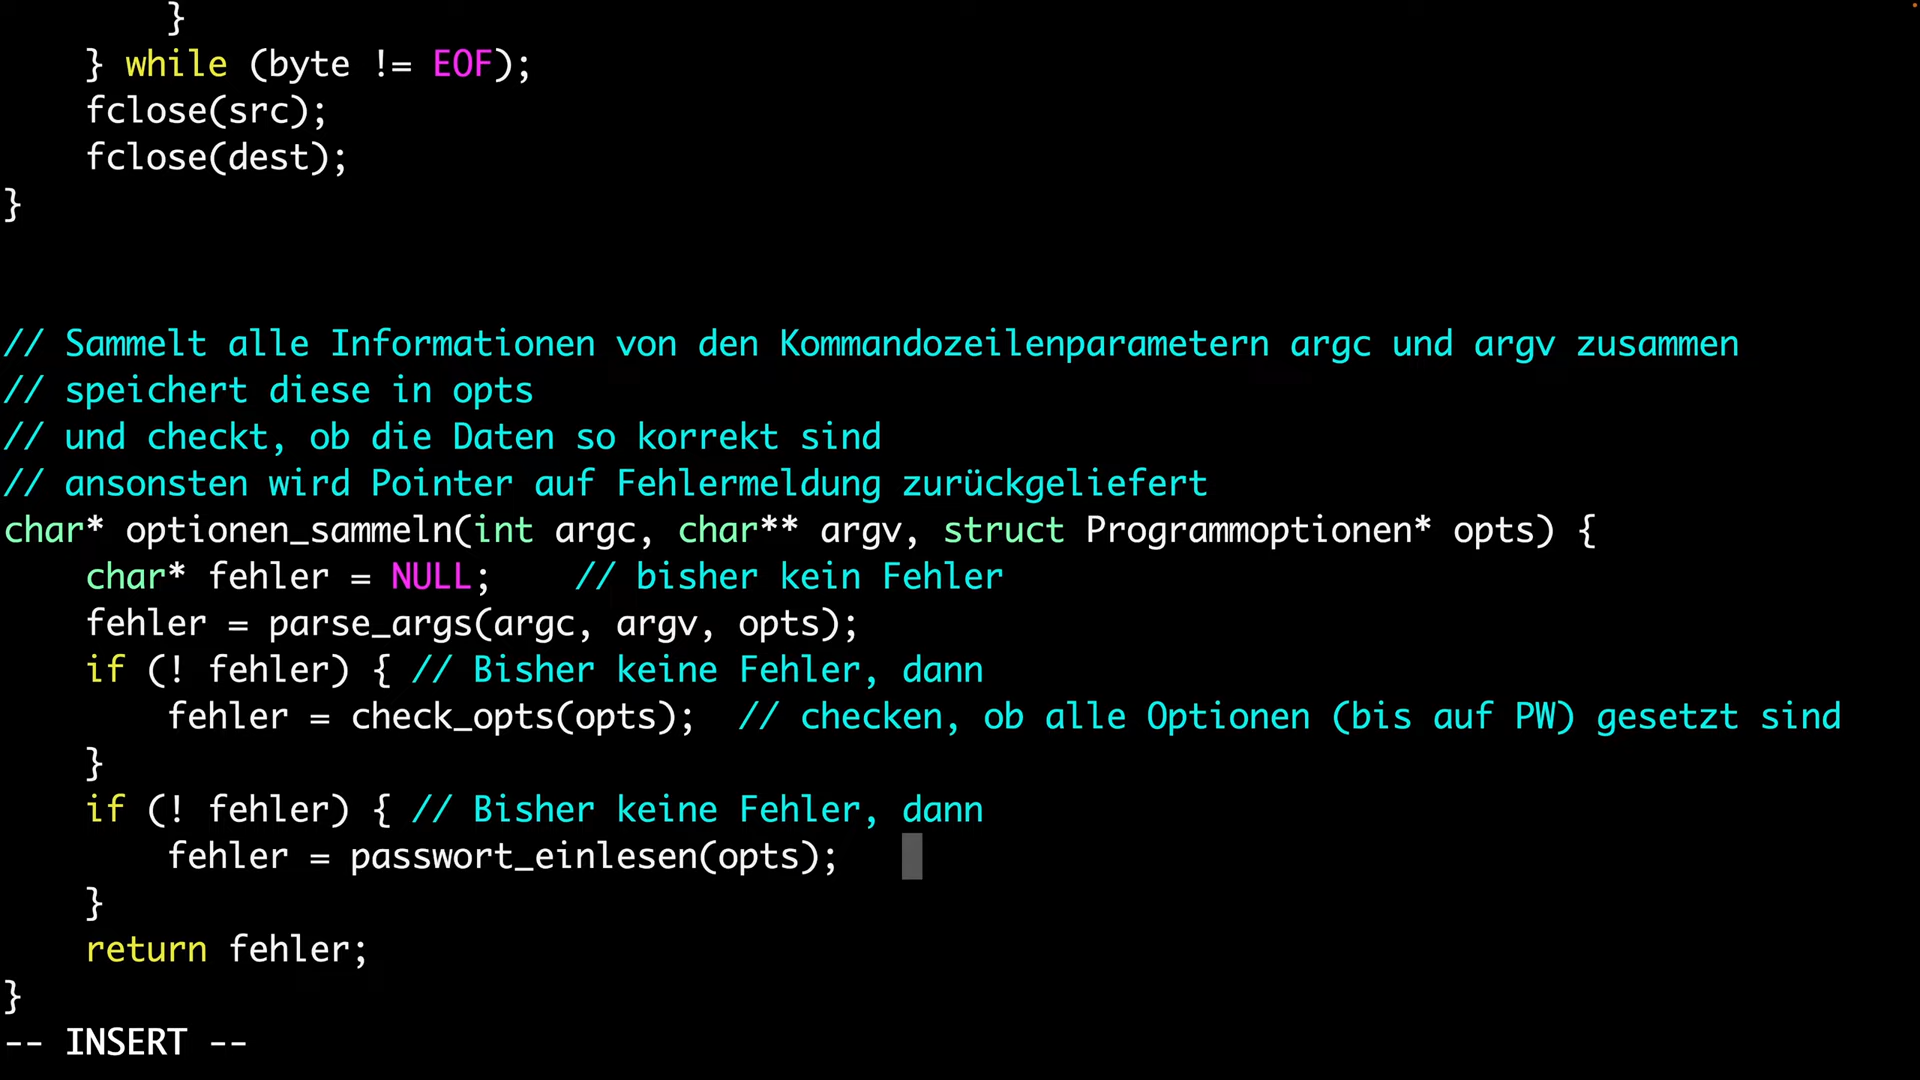 }
    } while (byte != EOF);
    fclose(src);
    fclose(dest);
}
// Sammelt alle Informationen von den Kommandozeilenparametern argc und argv zusammen
// speichert diese in opts
// und checkt, ob die Daten so korrekt sind
// ansonsten wird Pointer auf Fehlermeldung zurückgeliefert
char* optionen_sammeln(int argc, char** argv, struct Programmoptionen* opts) {
    char* fehler = NULL;    // bisher kein Fehler
    fehler = parse_args(argc, argv, opts);
    if (! fehler) { // Bisher keine Fehler, dann
        fehler = check_opts(opts);  // checken, ob alle Optionen (bis auf PW) gesetzt sind
    }
    if (! fehler) { // Bisher keine Fehler, dann
        fehler = passwort_einlesen(opts);
    }
    return fehler;
}
-- INSERT --